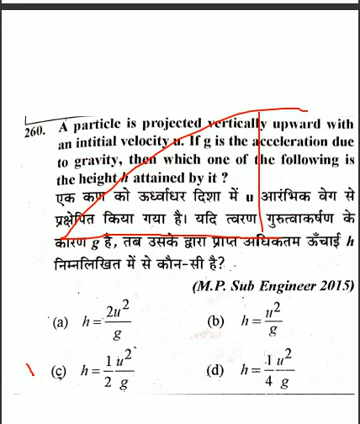 260. A particle is projected vertically upward with
an intitial velocity u. If g is the acceleration due
to gravity, then which one of the following is
the height h attained by it ?
एक कण को ऊर्ध्वाधर दिशा में u आरंभिक वेग से
प्रक्षेपित किया गया है। यदि त्वरण गुरुत्वाकर्षण के
कारण g है, तब उसके द्वारा प्राप्त अधिकतम ऊँचाई h
निम्नलिखित में से कौन-सी है?
(M.P. Sub Engineer 2015)
(a) h = 2u²/g (b) h = u²/g
(c) h = 1/2 u²/g (d) h = 1/4 u²/g